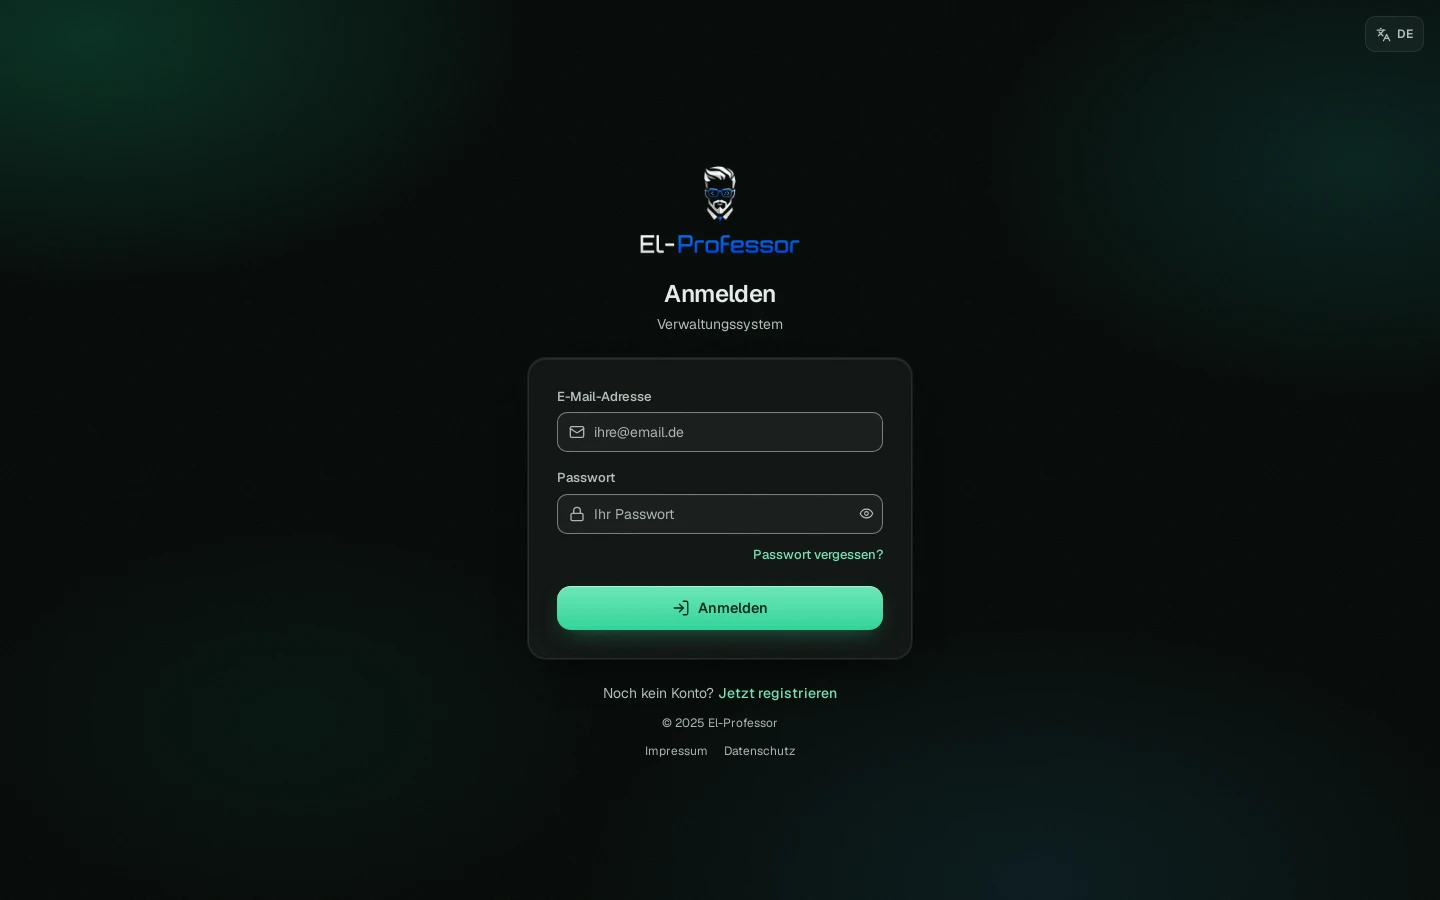 DE
El-Professor
Anmelden
Verwaltungssystem
E-Mail-Adresse
ihre@email.de
Passwort
Ihr Passwort
Passwort vergessen?
Anmelden
Noch kein Konto? Jetzt registrieren
© 2025 El-Professor
Impressum Datenschutz